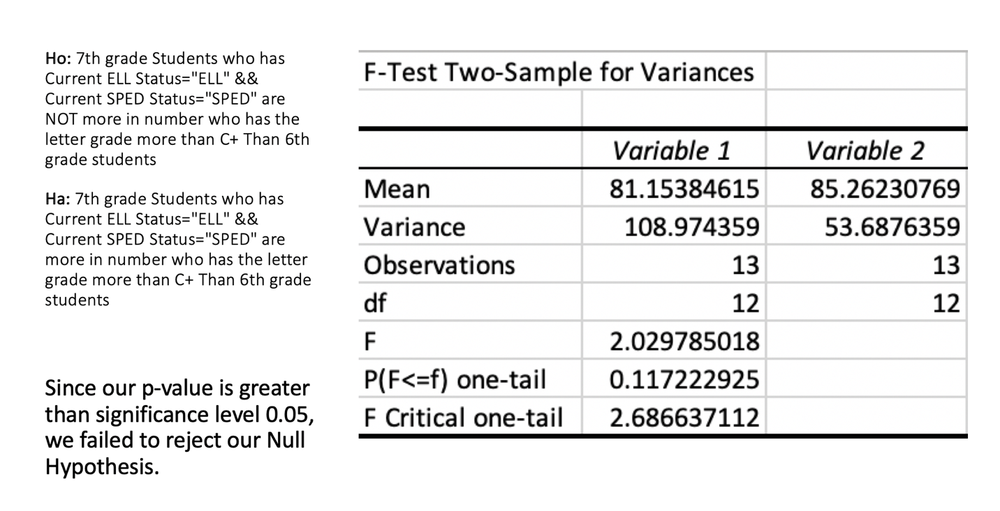 Ho: 7th grade Students who has
Current ELL Status="ELL" &&
Current SPED Status="SPED" are
NOT more in number who has the
letter grade more than C+ Than 6th
grade students
Ha: 7th grade Students who has
Current ELL Status="ELL" &&
Current SPED Status="SPED" are
more in number who has the letter
grade more than C+ Than 6th grade
students
Since our p-value is greater
than significance level 0.05,
we failed to reject our Null
Hypothesis.
F-Test Two-Sample for Variances
Variable 1 Variable 2
Mean 81.15384615 85.26230769
Variance 108.974359 53.6876359
Observations 13 13
df 12 12
F 2.029785018
P(F<=f) one-tail 0.117222925
F Critical one-tail 2.686637112